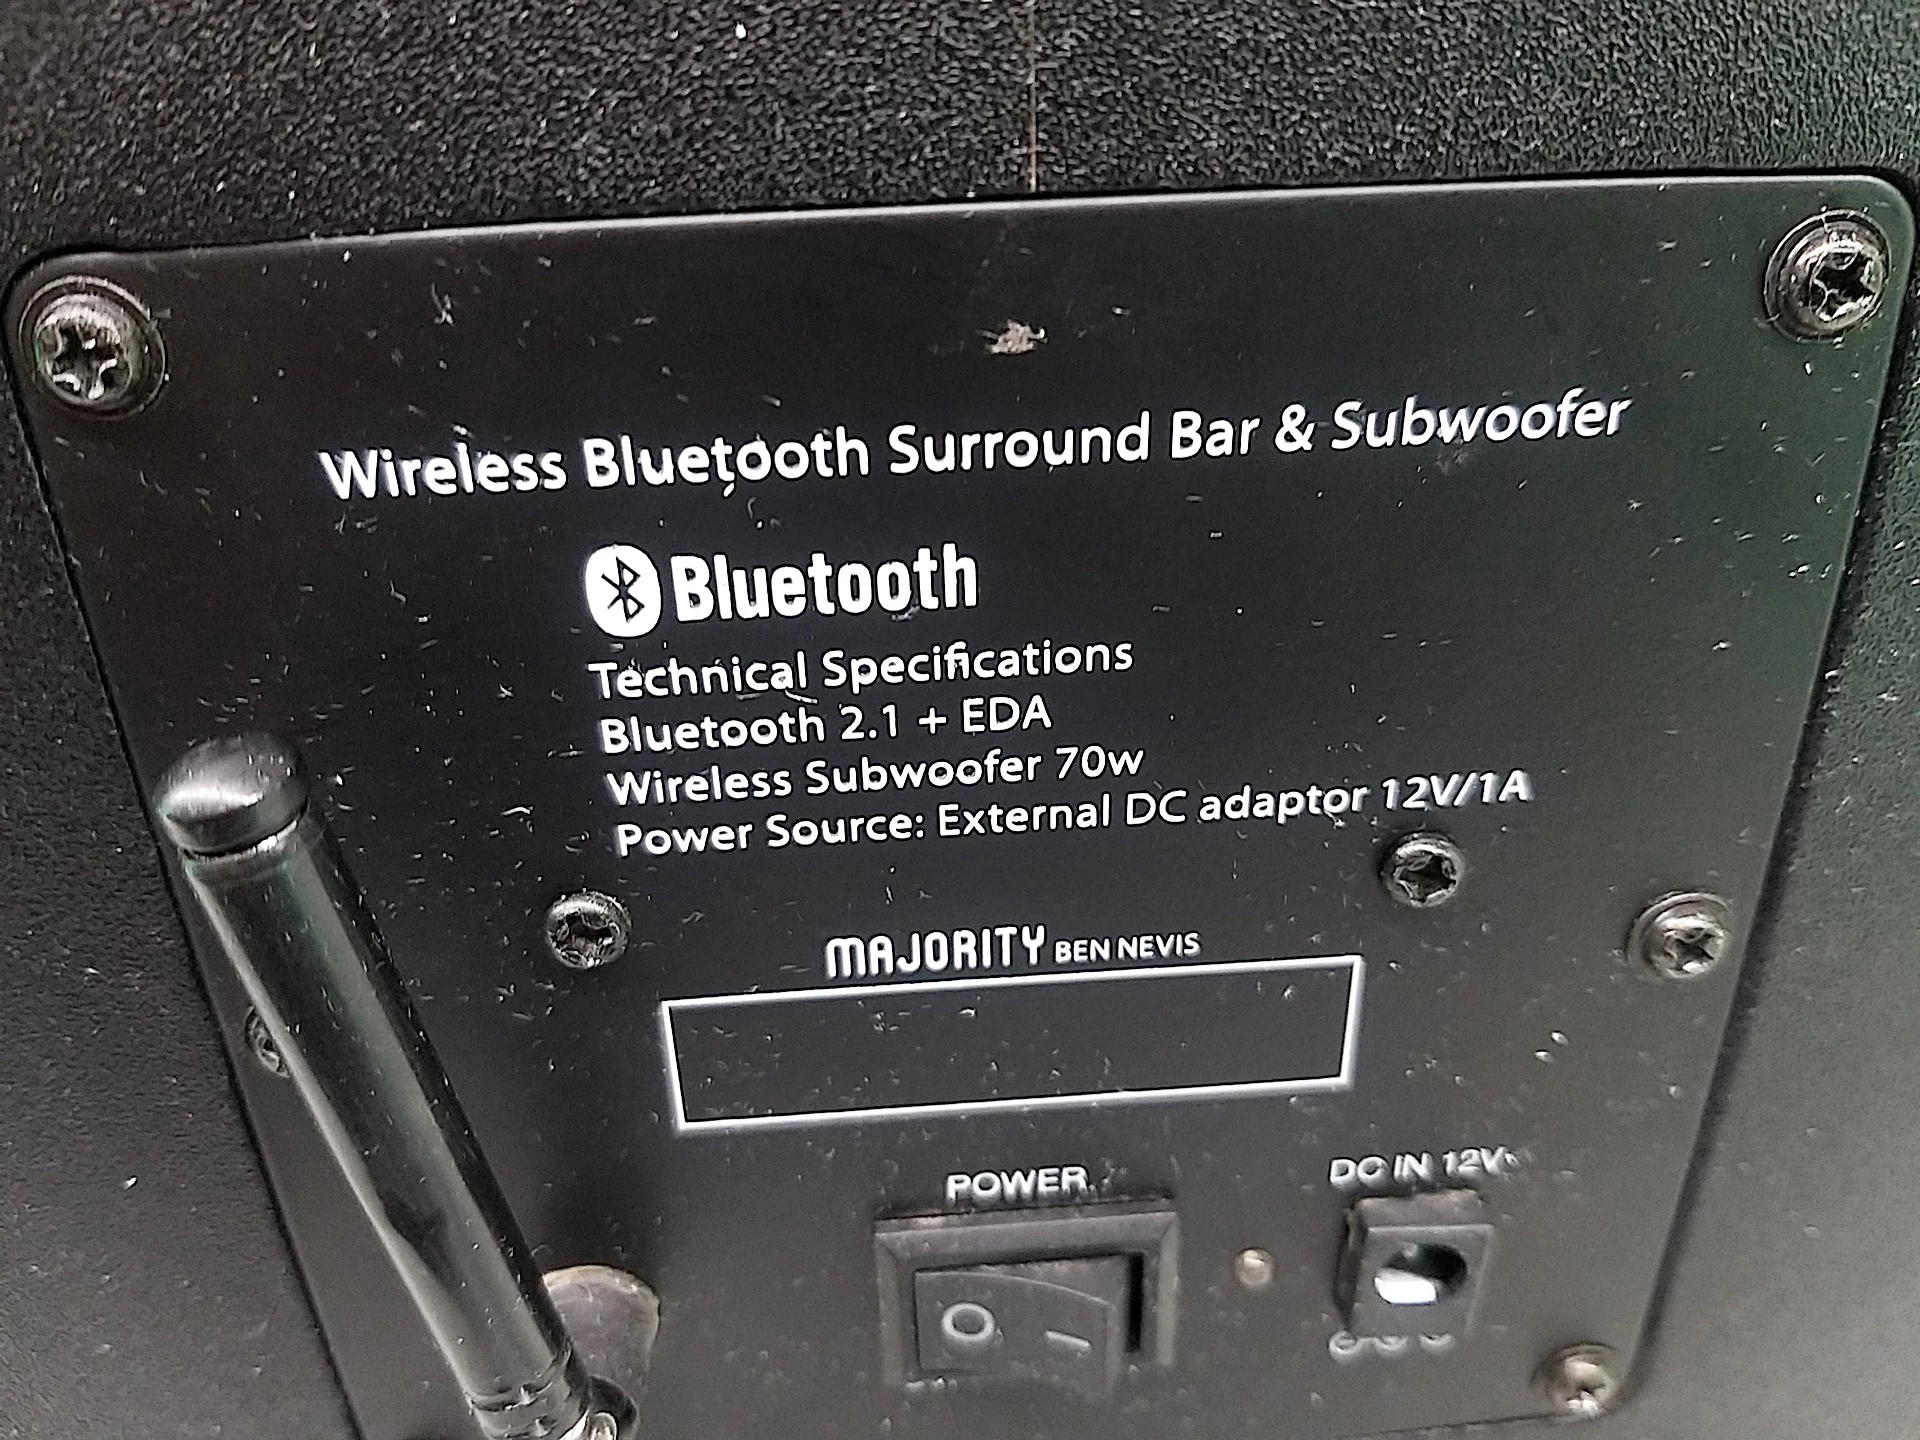 Wireless Bluetooth Surround Bar & Subwoofer
Bluetooth
Technical Specifications
Bluetooth 2.1 + EDA
Wireless Subwoofer 70w
Power Source: External DC adaptor 12V/1A
MAJORITY BEN NEVIS
POWER
DC IN 12V